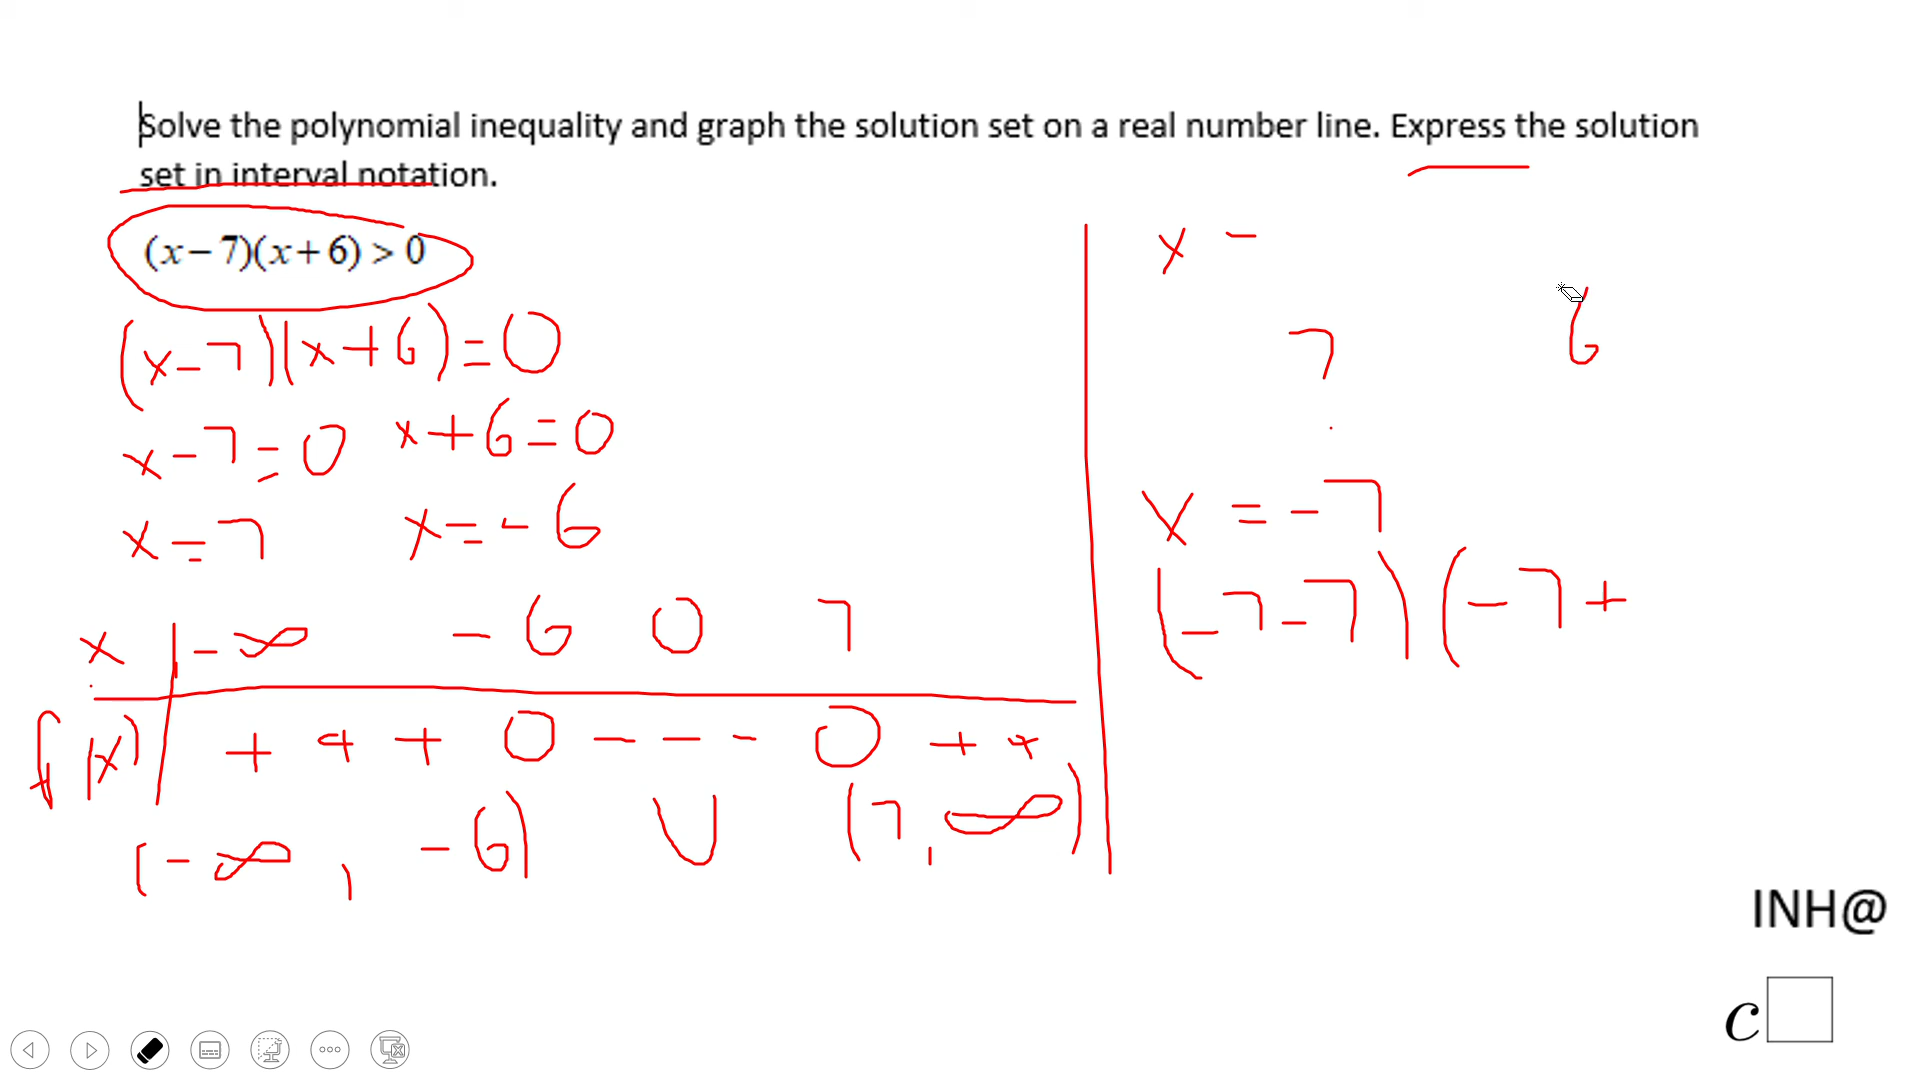 Solve the polynomial inequality and graph the solution set on a real number line. Express the solution
set in interval notation.
(x − 7)(x + 6) > 0
(x − 7)(x + 6) = 0
x − 7 = 0 x + 6 = 0
x = 7 x = − 6
x − ∞ − 6 0 7
f(x) + + + 0 − − − 0 + +
(− ∞ , − 6) ∪ (7, ∞)
x −
7 6
x = − 7
(− 7 − 7) (− 7 +
INH@
c